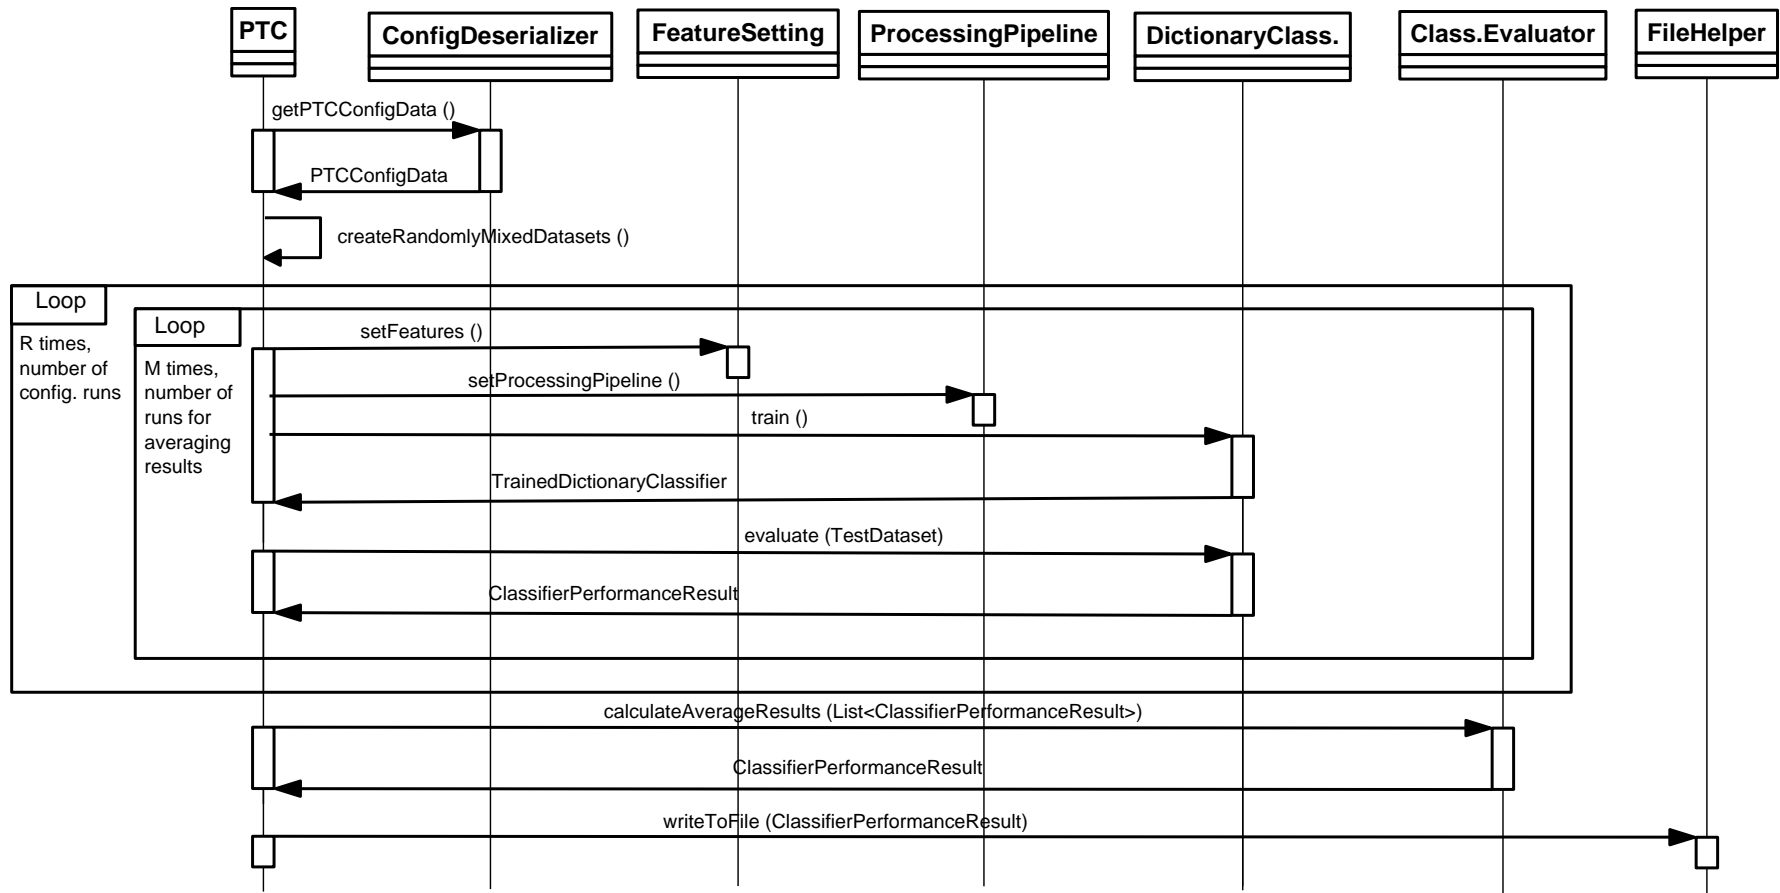 PTC
ConfigDeserializer
FeatureSetting
ProcessingPipeline
DictionaryClass.
Class.Evaluator
FileHelper
getPTCConfigData ()
PTCConfigData
createRandomlyMixedDatasets ()
Loop
R times,
number of
config. runs
Loop
M times,
number of
runs for
averaging
results
setFeatures ()
setProcessingPipeline ()
train ()
TrainedDictionaryClassifier
evaluate (TestDataset)
ClassifierPerformanceResult
calculateAverageResults (List<ClassifierPerformanceResult>)
ClassifierPerformanceResult
writeToFile (ClassifierPerformanceResult)